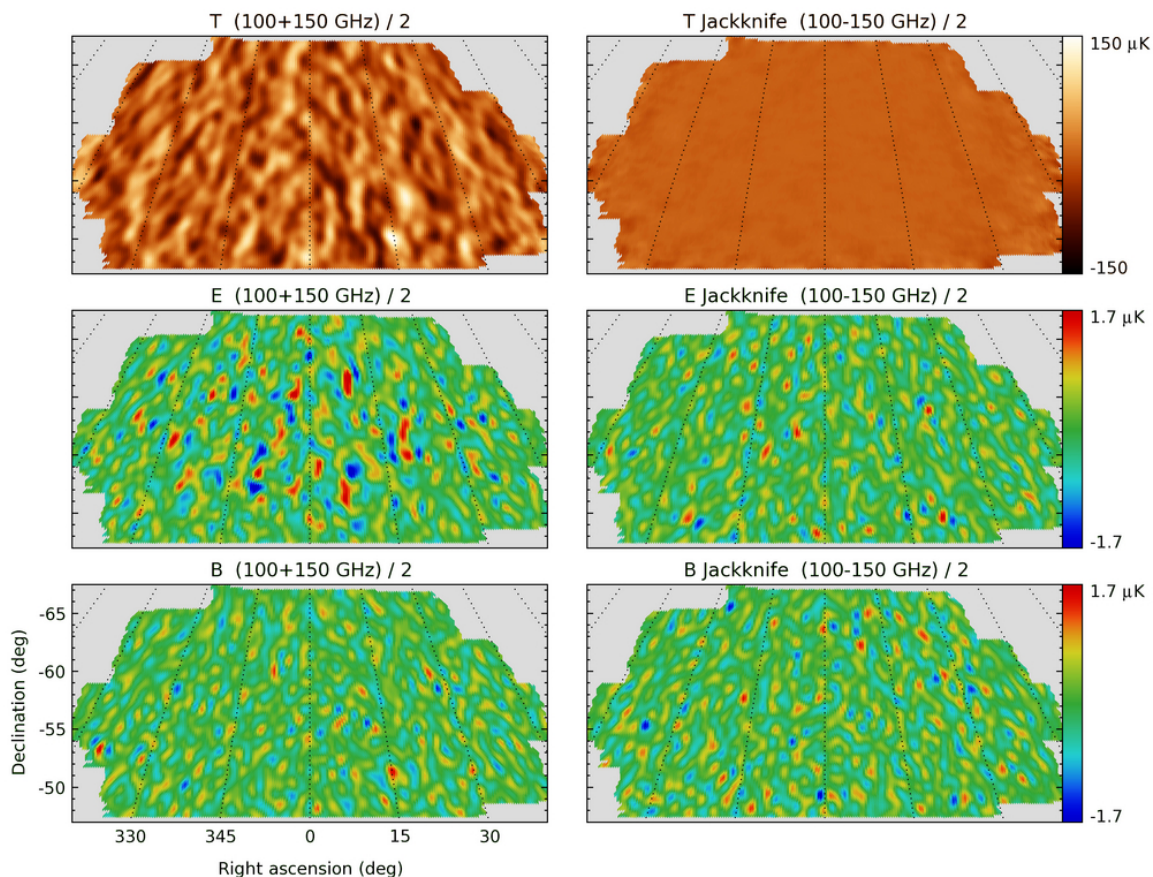 T (100+150 GHz) / 2
T Jackknife (100-150 GHz) / 2
150 μK
-150
E (100+150 GHz) / 2
E Jackknife (100-150 GHz) / 2
1.7 μK
-1.7
B (100+150 GHz) / 2
B Jackknife (100-150 GHz) / 2
1.7 μK
-1.7
-65
-60
-55
-50
Declination (deg)
330 345 0 15 30
Right ascension (deg)